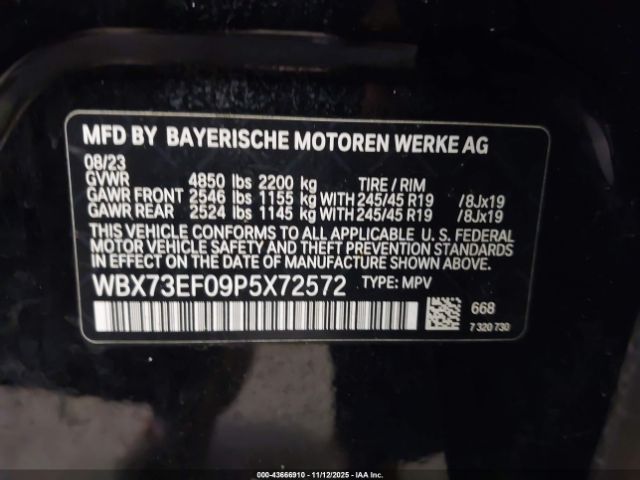 MFD BY BAYERISCHE MOTOREN WERKE AG
08/23
GVWR 4850 lbs 2200 kg TIRE / RIM
GAWR FRONT 2546 lbs 1155 kg WITH 245/45 R19 /8Jx19
GAWR REAR 2524 lbs 1145 kg WITH 245/45 R19 /8Jx19
THIS VEHICLE CONFORMS TO ALL APPLICABLE U. S. FEDERAL
MOTOR VEHICLE SAFETY AND THEFT PREVENTION STANDARDS
IN EFFECT ON THE DATE OF MANUFACTURE SHOWN ABOVE.
WBX73EF09P5X72572 TYPE: MPV
668
7 320 730
000-43666910 - 11/12/2025 - IAAI Corp